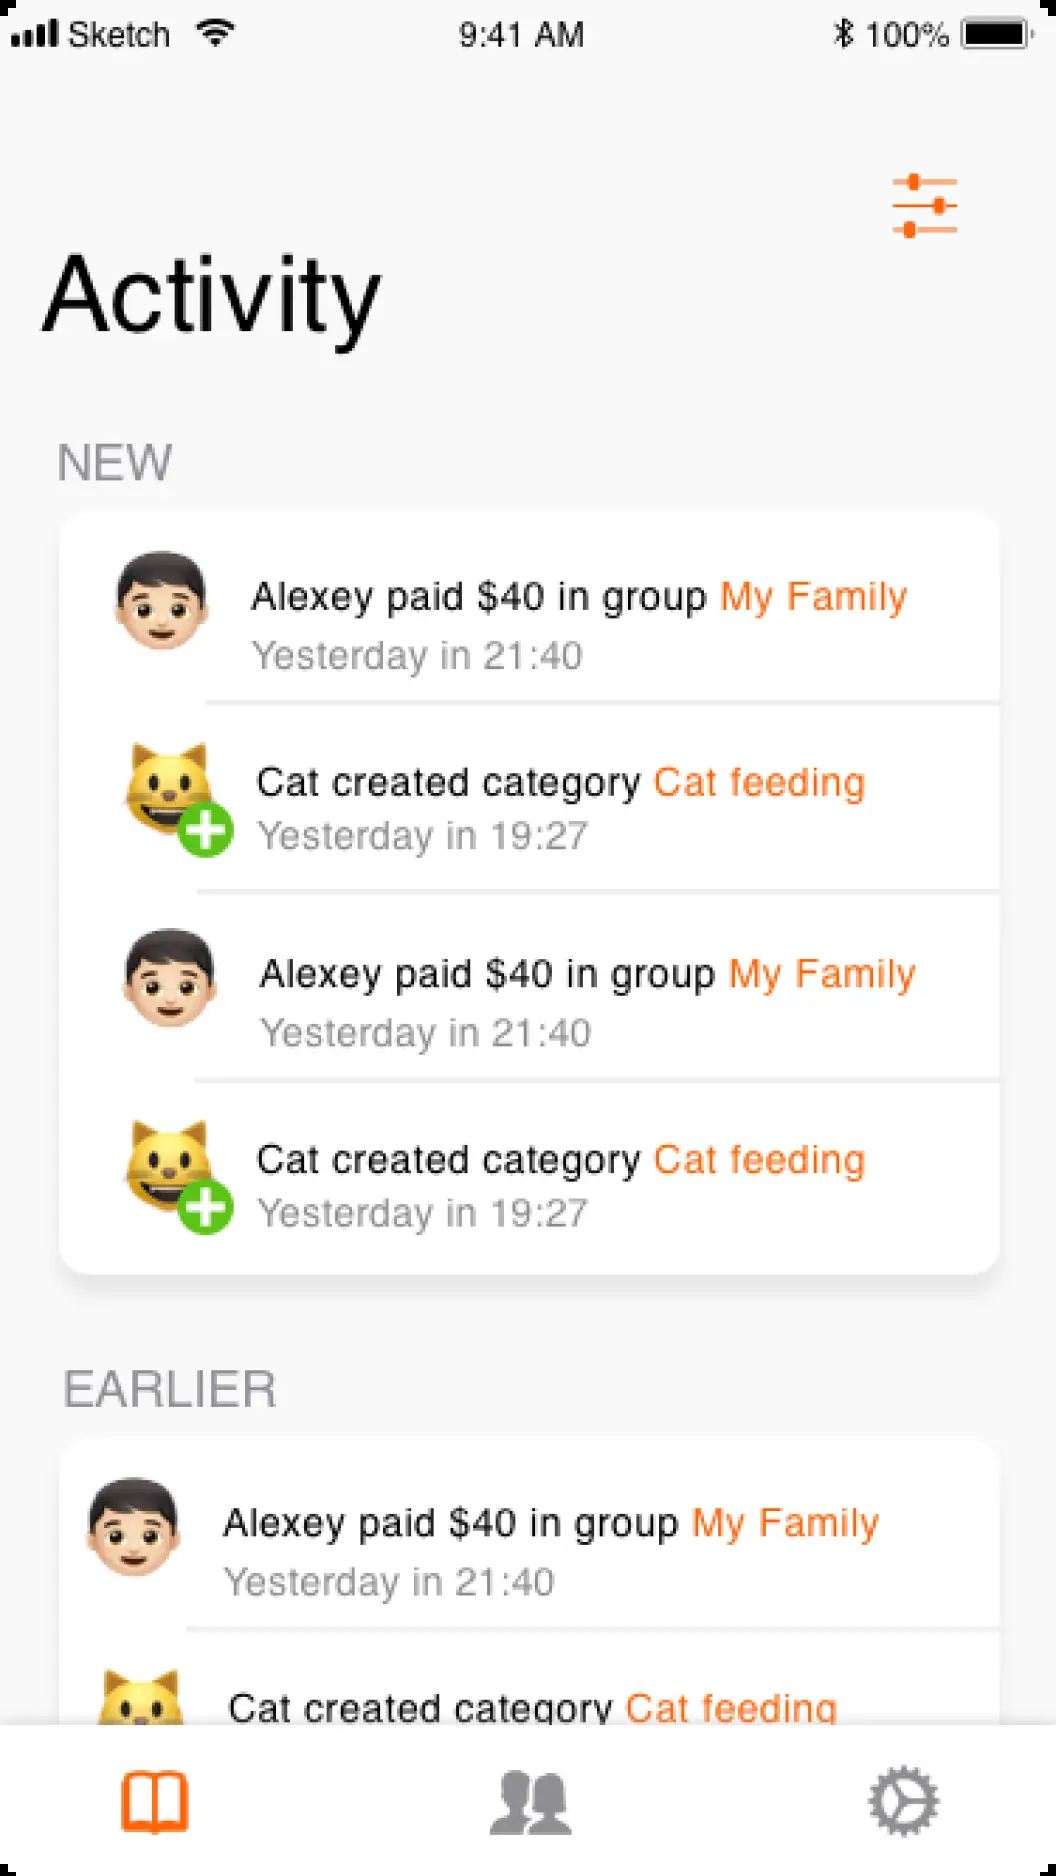 Sketch 9:41 AM 100%
Activity
NEW
Alexey paid $40 in group My Family
Yesterday in 21:40
Cat created category Cat feeding
Yesterday in 19:27
Alexey paid $40 in group My Family
Yesterday in 21:40
Cat created category Cat feeding
Yesterday in 19:27
EARLIER
Alexey paid $40 in group My Family
Yesterday in 21:40
Cat created category Cat feeding